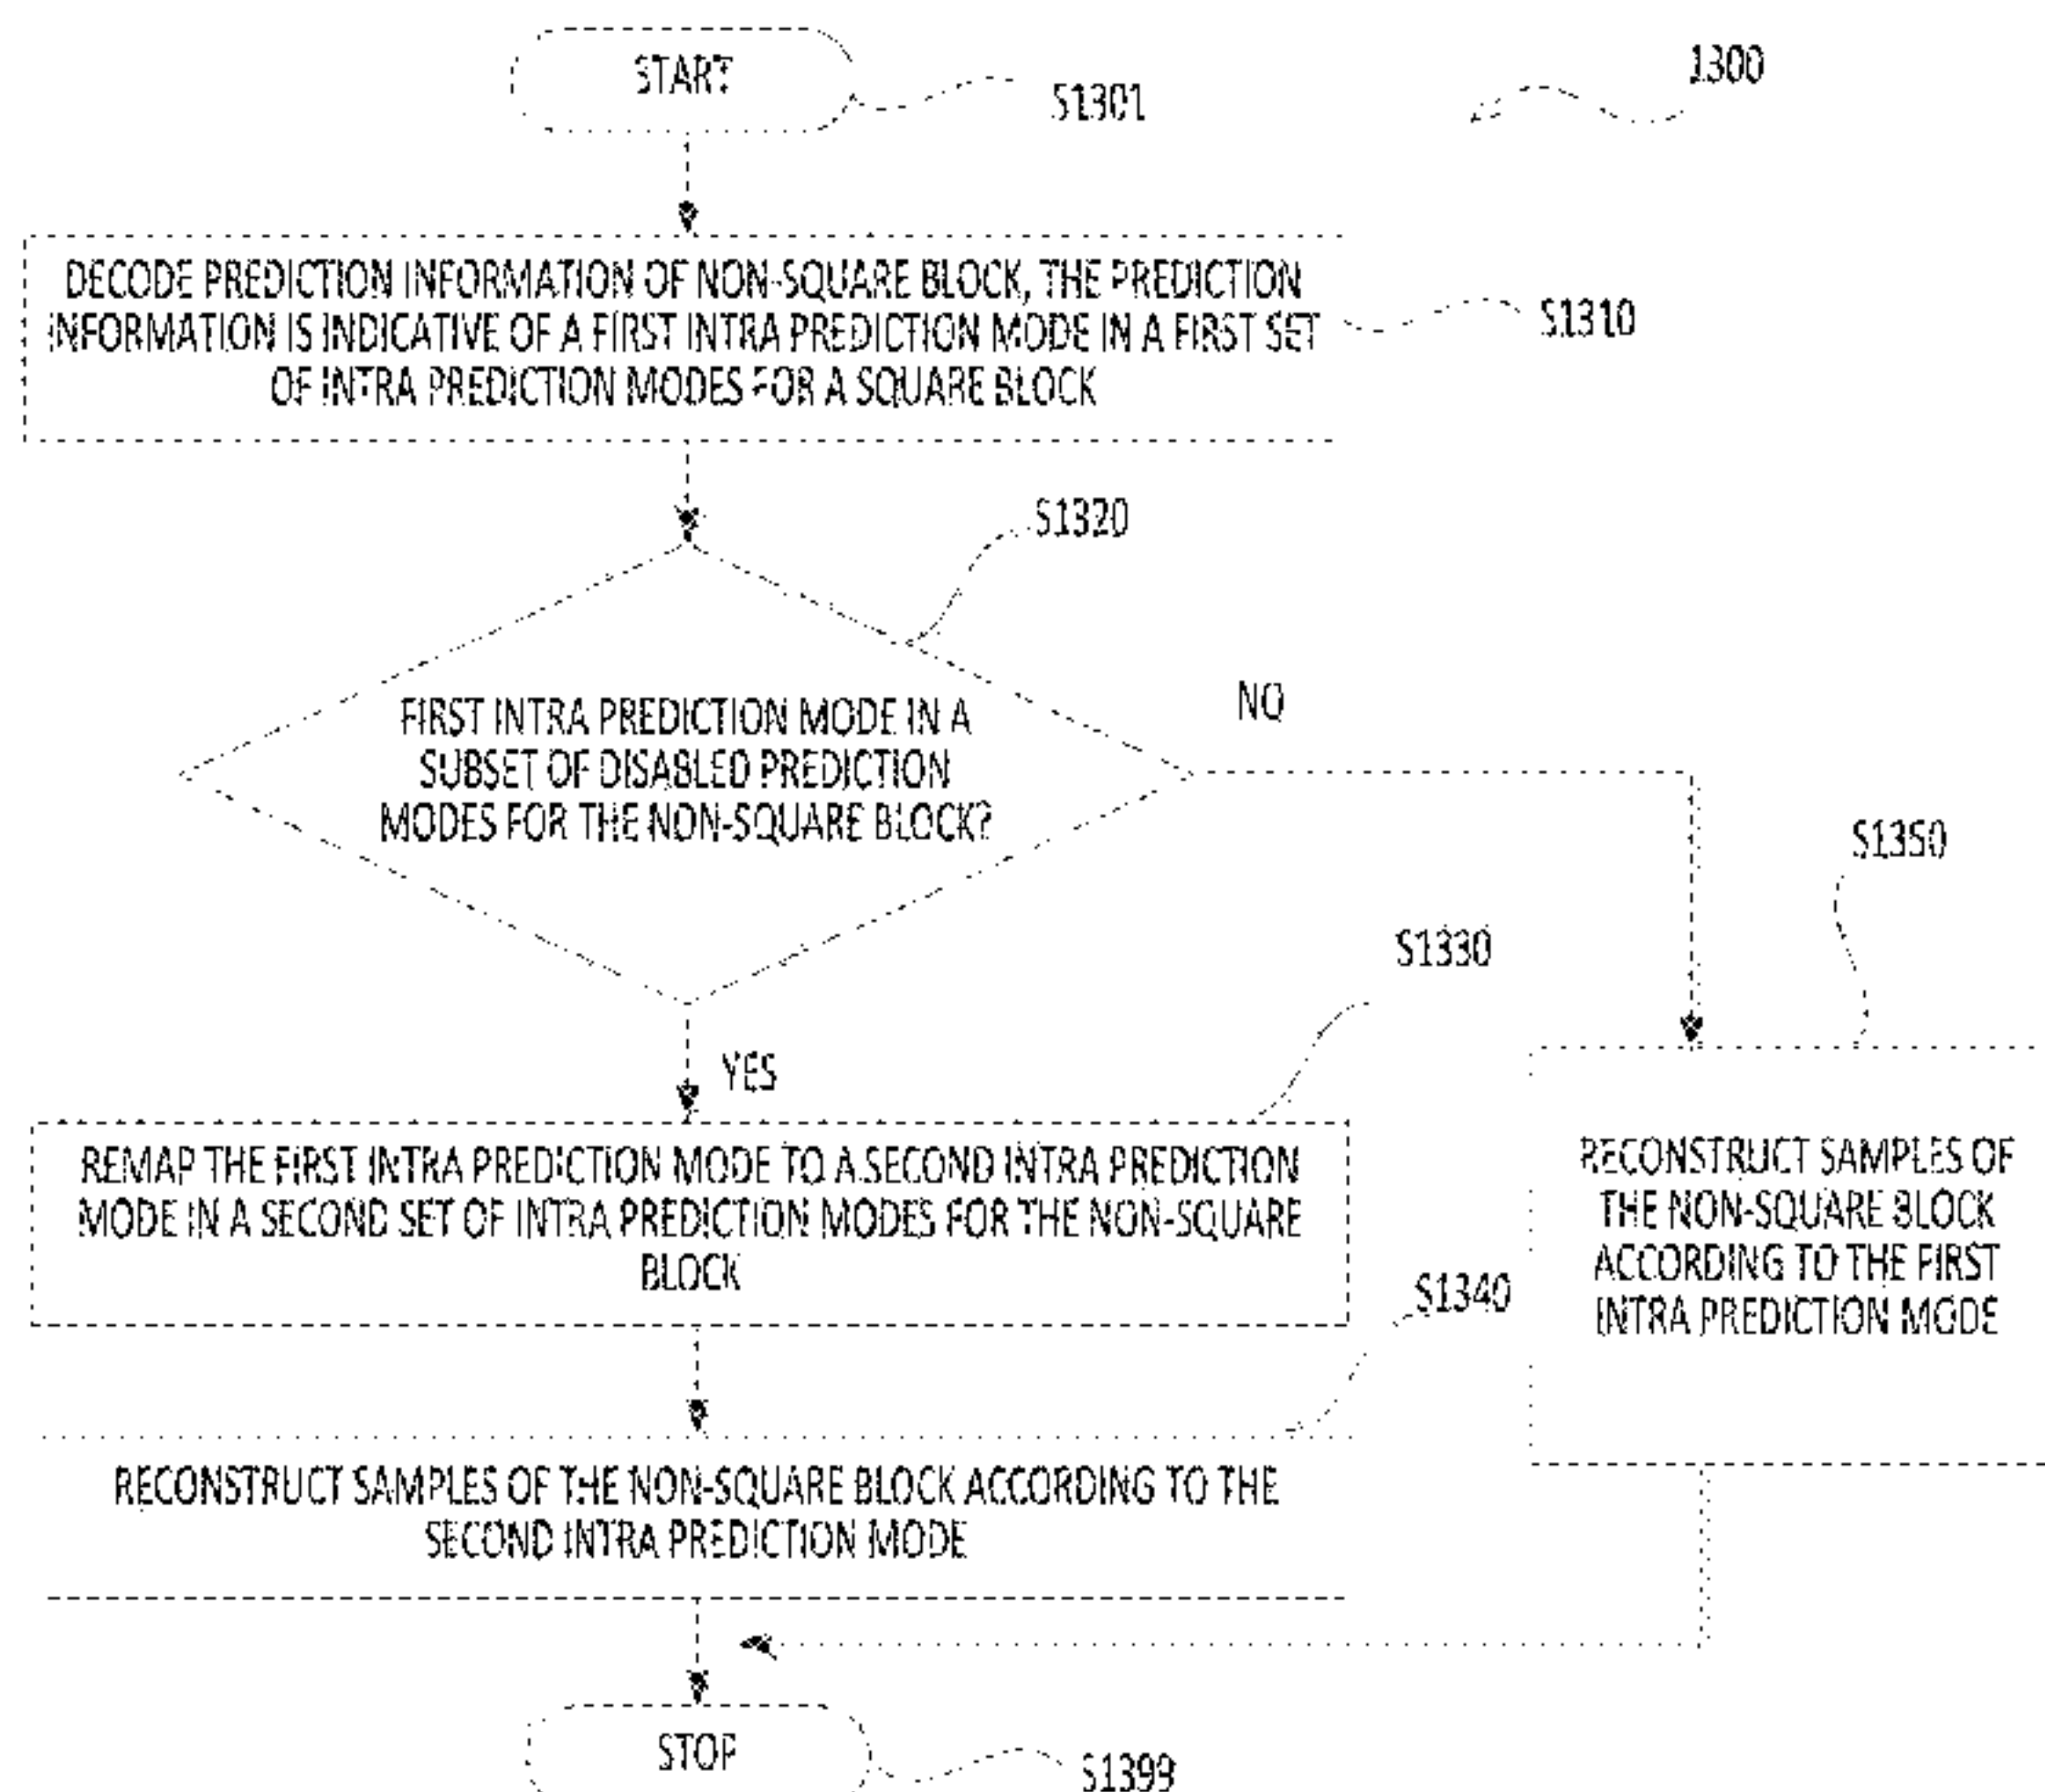 START
S1301
1300
DECODE PREDICTION INFORMATION OF NON-SQUARE BLOCK, THE PREDICTION
INFORMATION IS INDICATIVE OF A FIRST INTRA PREDICTION MODE IN A FIRST SET
OF INTRA PREDICTION MODES FOR A SQUARE BLOCK
S1310
S1320
FIRST INTRA PREDICTION MODE IN A
SUBSET OF DISABLED PREDICTION
MODES FOR THE NON-SQUARE BLOCK?
NO
S1350
S1330
YES
REMAP THE FIRST INTRA PREDICTION MODE TO A SECOND INTRA PREDICTION
MODE IN A SECOND SET OF INTRA PREDICTION MODES FOR THE NON-SQUARE
BLOCK
RECONSTRUCT SAMPLES OF
THE NON-SQUARE BLOCK
ACCORDING TO THE FIRST
INTRA PREDICTION MODE
S1340
RECONSTRUCT SAMPLES OF THE NON-SQUARE BLOCK ACCORDING TO THE
SECOND INTRA PREDICTION MODE
STOP
S1399